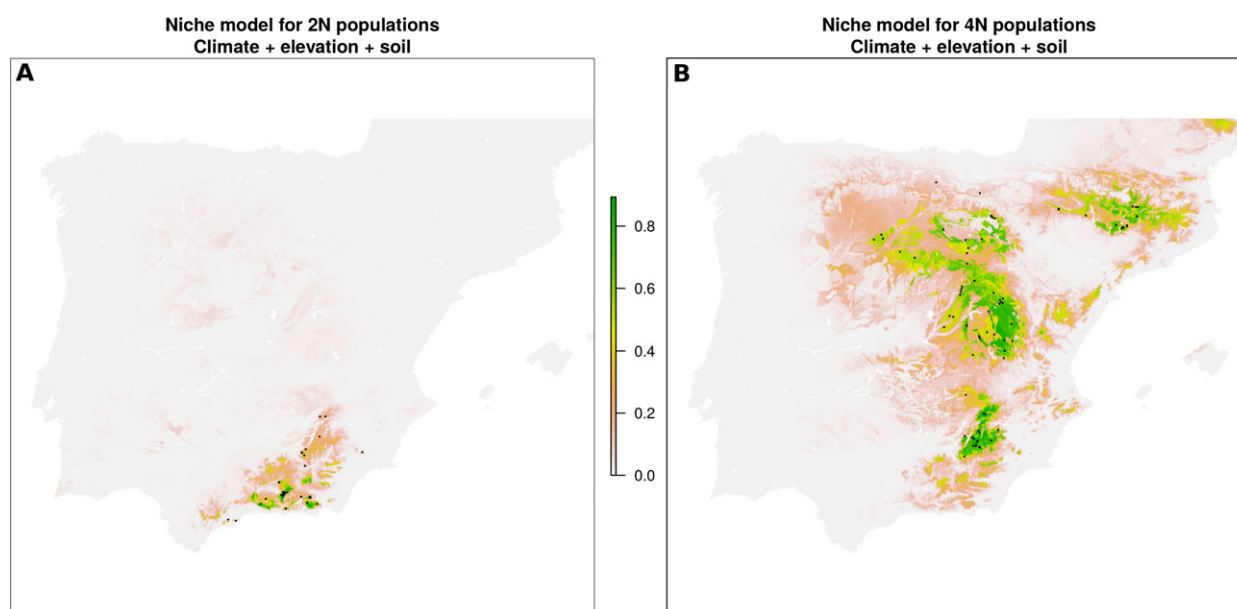 Niche model for 2N populations
Climate + elevation + soil
Niche model for 4N populations
Climate + elevation + soil
A
B
0.8
0.6
0.4
0.2
0.0